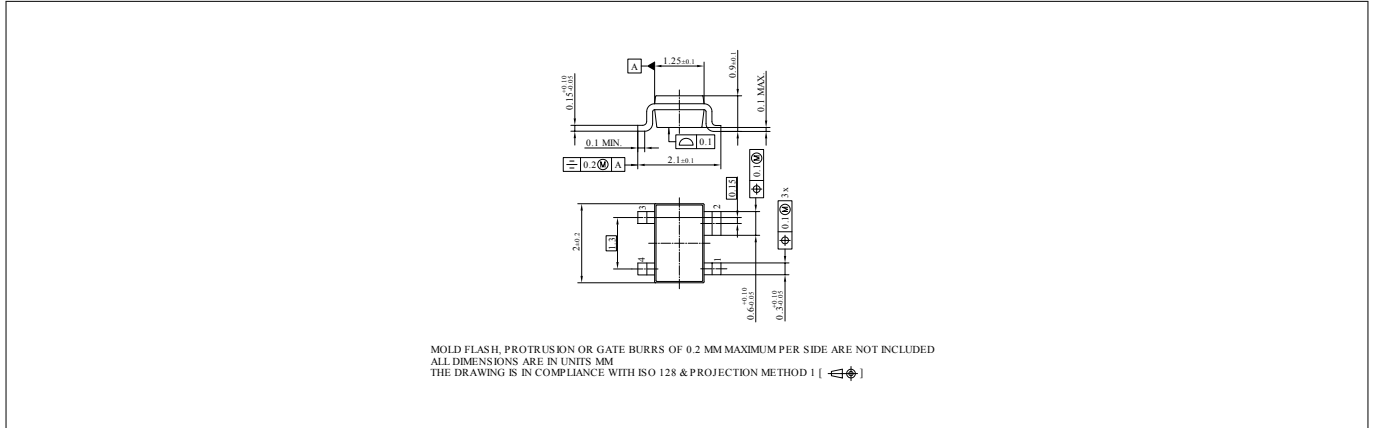 A
1.25±0.1
0.9±0.1
0.15 +0.10 -0.05
0.1 MAX.
0.1 MIN.
0.1
0.2 Ⓜ A
2.1±0.1
0.1 Ⓜ
0.15
0.1 Ⓜ 3x
3
2
2±0.2
1.3
4
1
0.6 +0.10 -0.05
0.3 +0.10 -0.05
MOLD FLASH, PROTRUSION OR GATE BURRS OF 0.2 MM MAXIMUM PER SIDE ARE NOT INCLUDED
ALL DIMENSIONS ARE IN UNITS MM
THE DRAWING IS IN COMPLIANCE WITH ISO 128 & PROJECTION METHOD 1 [ ]